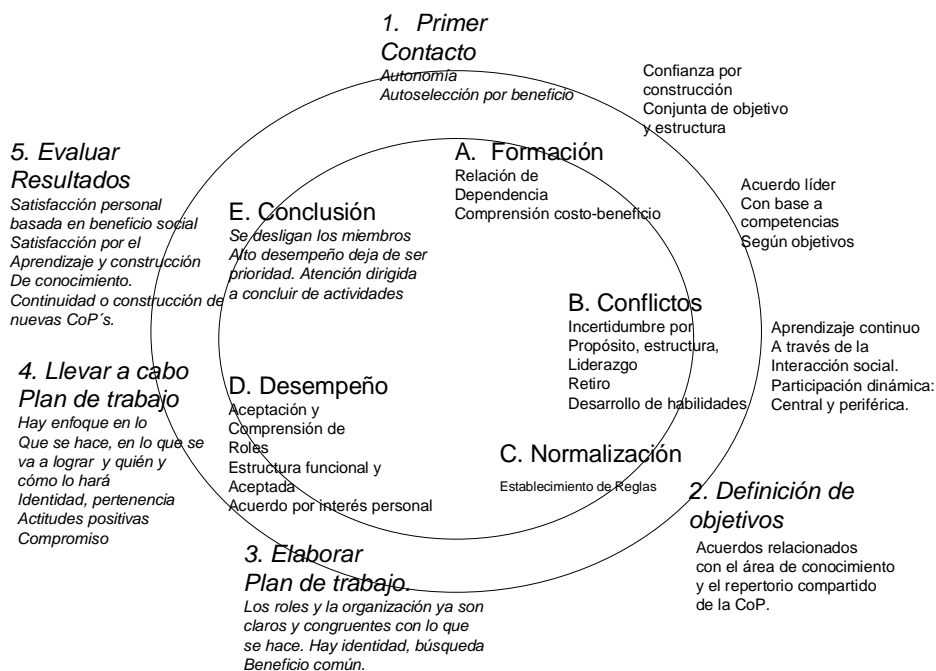 1. Primer
Contacto
Autonomía
Autoselección por beneficio
Confianza por
construcción
Conjunta de objetivo
y estructura
Acuerdo líder
Con base a
competencias
Según objetivos
Aprendizaje continuo
A través de la
Interacción social.
Participación dinámica:
Central y periférica.
2. Definición de
objetivos
Acuerdos relacionados
con el área de conocimiento
y el repertorio compartido
de la CoP.
3. Elaborar
Plan de trabajo.
Los roles y la organización ya son
claros y congruentes con lo que
se hace. Hay identidad, búsqueda
Beneficio común.
4. Llevar a cabo
Plan de trabajo
Hay enfoque en lo
Que se hace, en lo que se
va a lograr y quién y
cómo lo hará
Identidad, pertenencia
Actitudes positivas
Compromiso
5. Evaluar
Resultados
Satisfacción personal
basada en beneficio social
Satisfacción por el
Aprendizaje y construcción
De conocimiento.
Continuidad o construcción de
nuevas CoP´s.
A. Formación
Relación de
Dependencia
Comprensión costo-beneficio
B. Conflictos
Incertidumbre por
Propósito, estructura,
Liderazgo
Retiro
Desarrollo de habilidades
C. Normalización
Establecimiento de Reglas
D. Desempeño
Aceptación y
Comprensión de
Roles
Estructura funcional y
Aceptada
Acuerdo por interés personal
E. Conclusión
Se desligan los miembros
Alto desempeño deja de ser
prioridad. Atención dirigida
a concluir de actividades